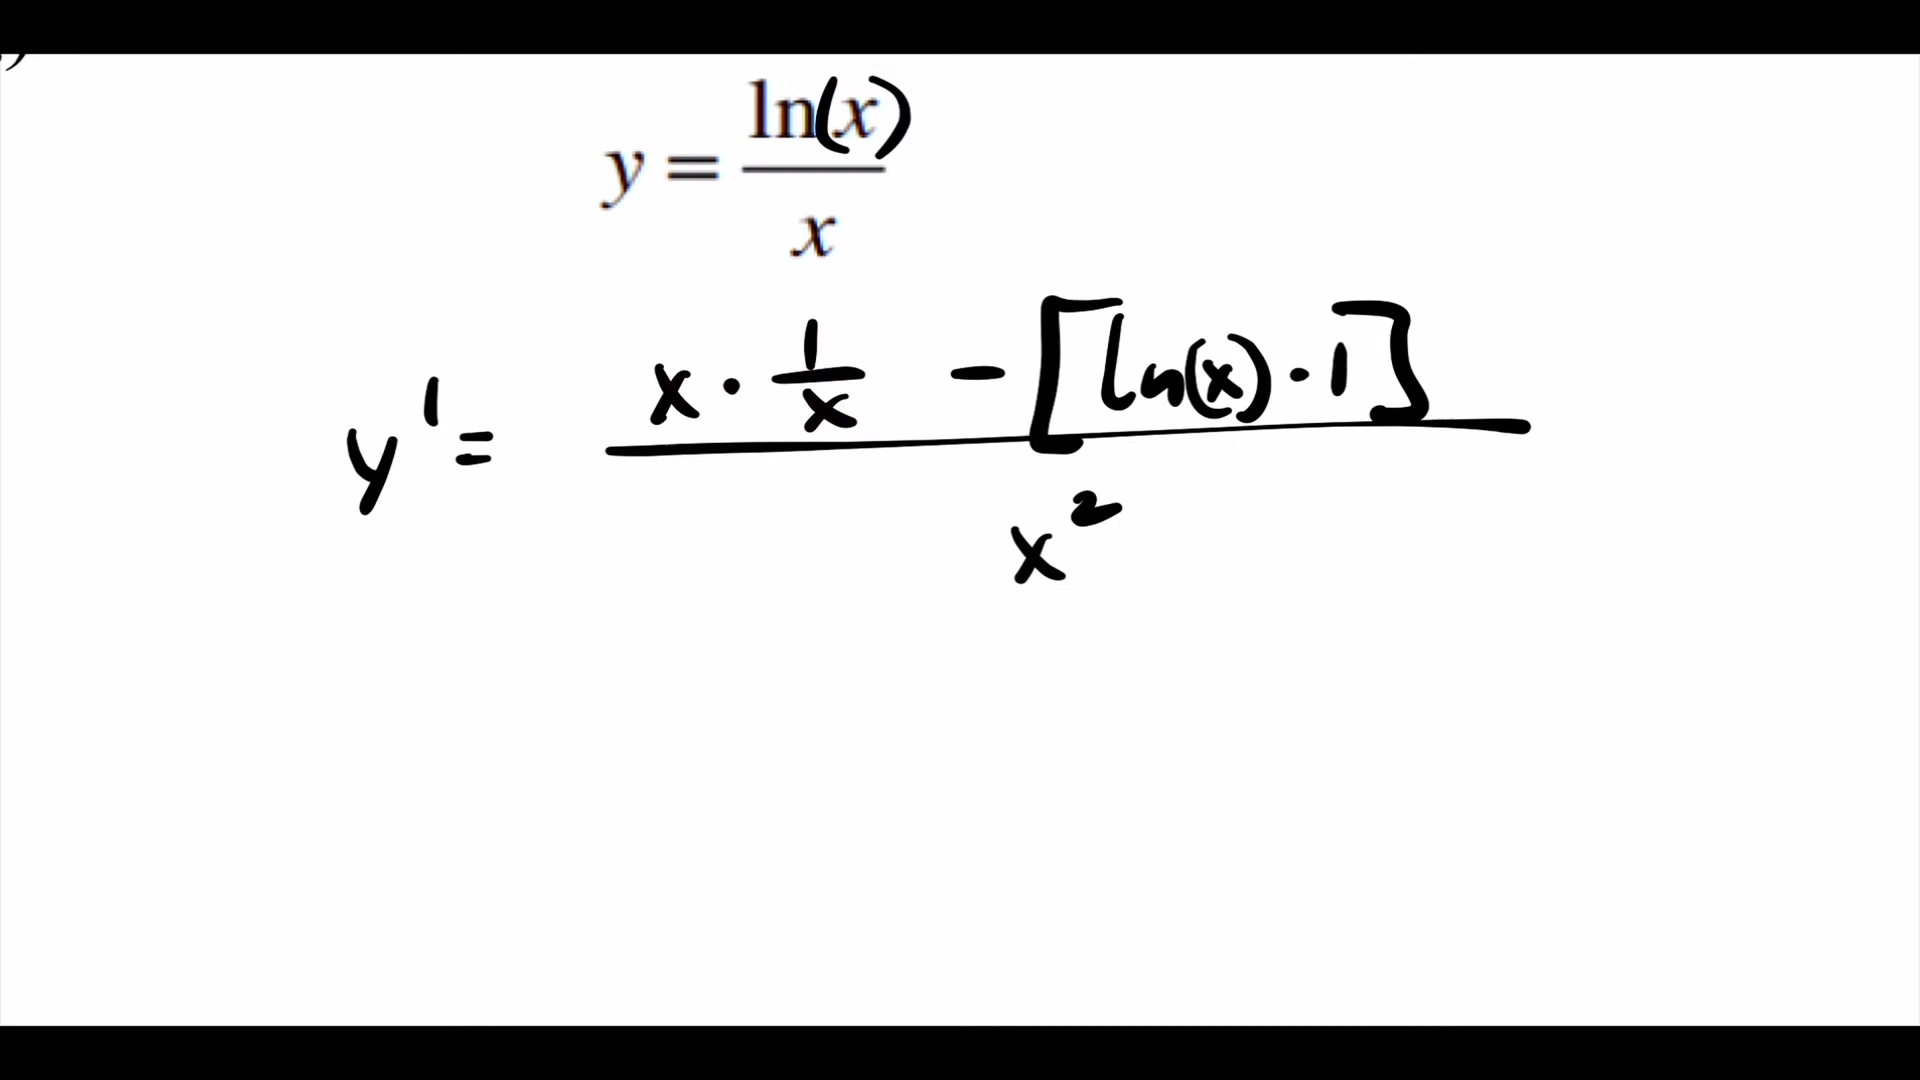 y = ln(x) / x
y' = x · 1/x - [ln(x) · 1] / x²